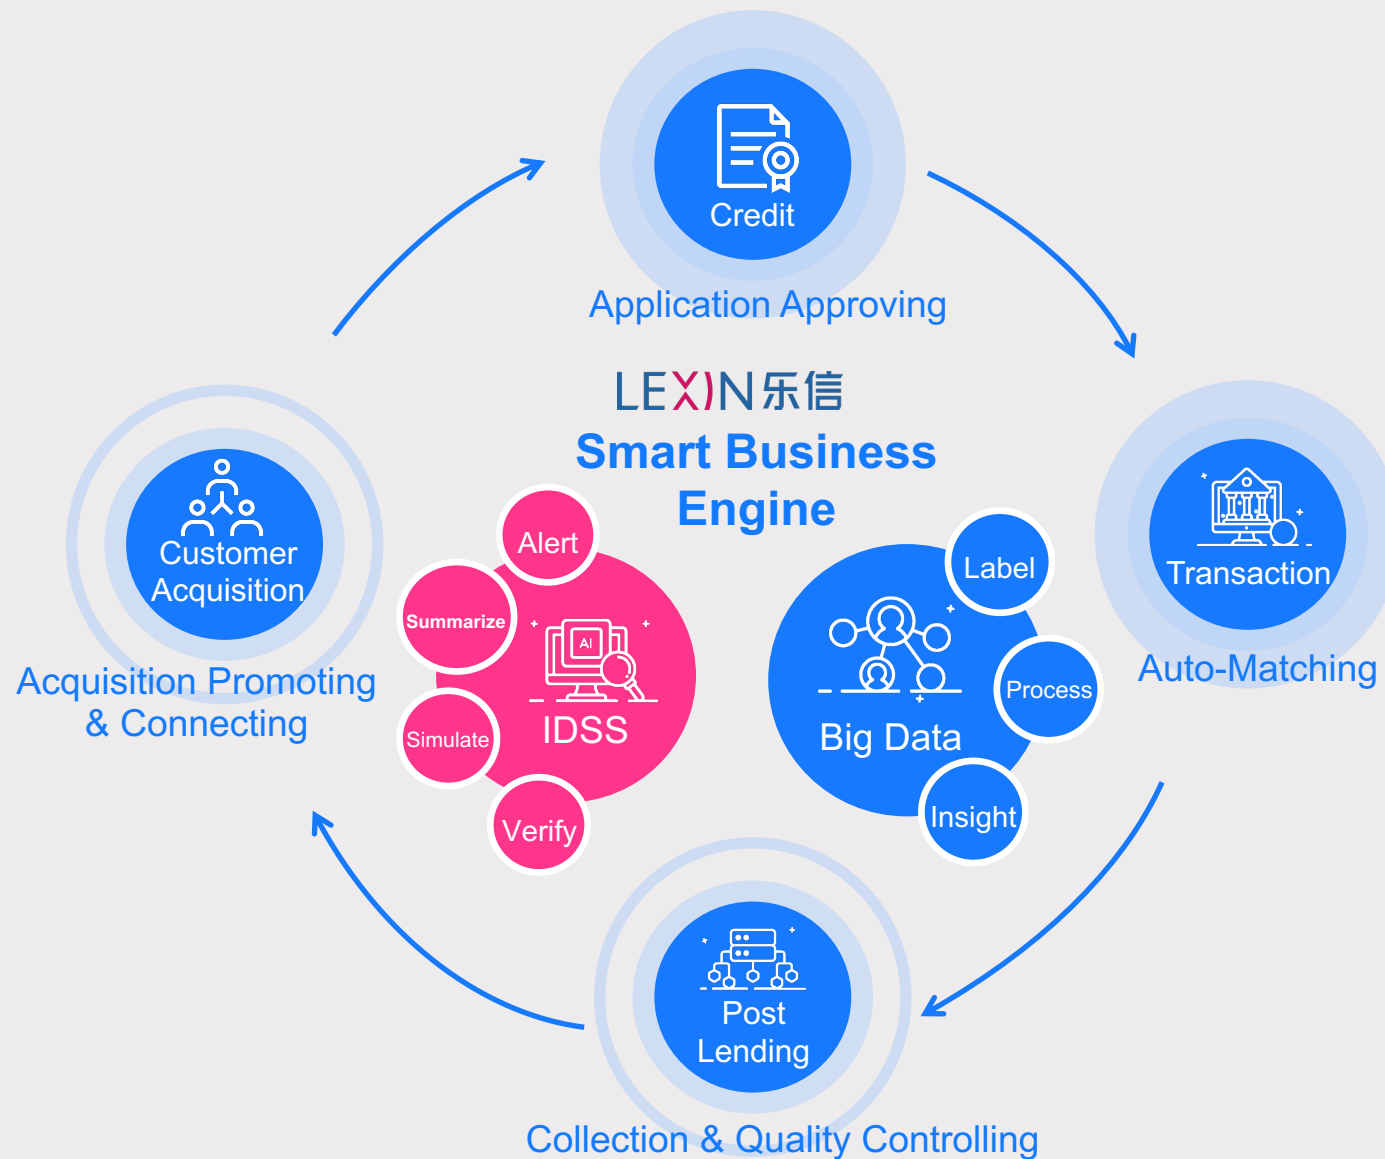 Credit
Application Approving
LEXIN乐信
Smart Business
Engine
Customer
Acquisition
Acquisition Promoting
& Connecting
Alert
Summarize
Simulate
Verify
AI
IDSS
Label
Process
Insight
Big Data
Transaction
Auto-Matching
Post
Lending
Collection & Quality Controlling